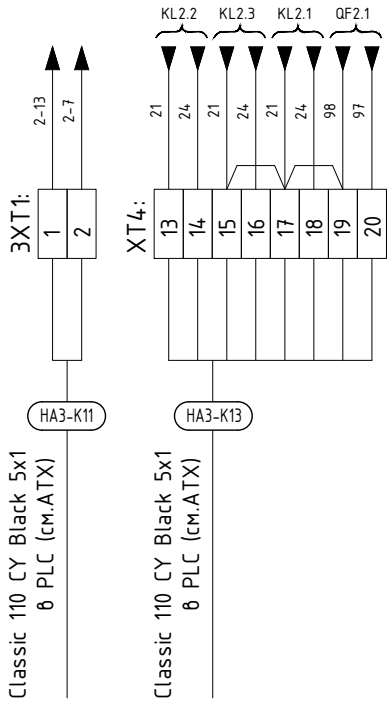 KL2.2
KL2.3
KL2.1
QF2.1
2-13
2-7
21
24
21
24
21
24
98
97
3XT1:
1
2
XT4:
13
14
15
16
17
18
19
20
HA3-K11
HA3-K13
Classic 110 CY Black 5x1
в PLC (см.АТХ)
Classic 110 CY Black 5x1
в PLC (см.АТХ)